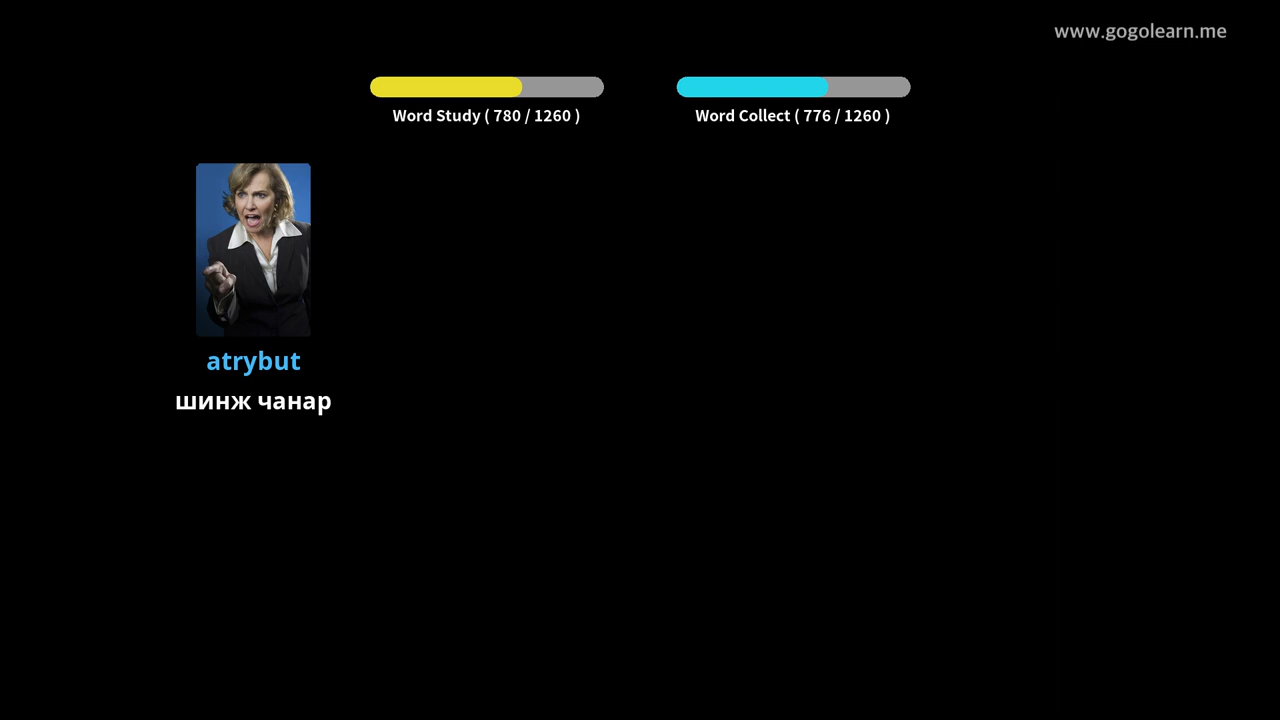 www.gogolearn.me
Word Study ( 780 / 1260 )
Word Collect ( 776 / 1260 )
atrybut
шинж чанар